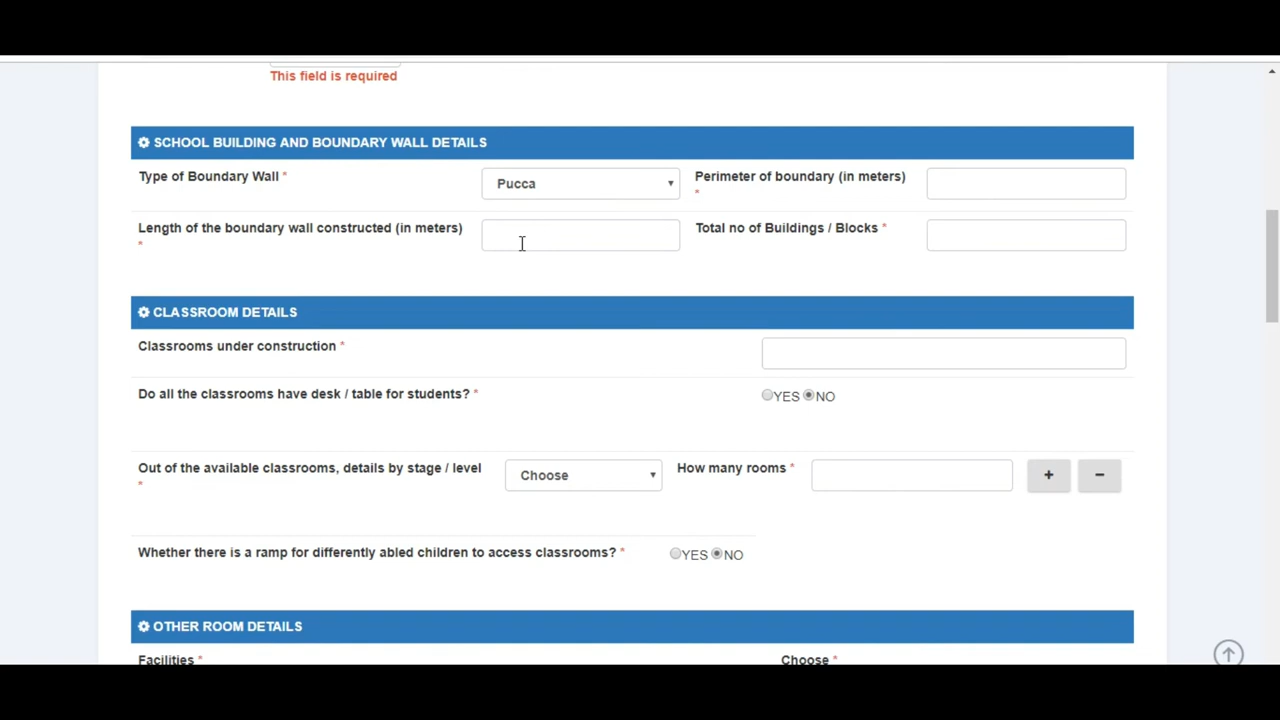 This field is required
SCHOOL BUILDING AND BOUNDARY WALL DETAILS
Type of Boundary Wall * Pucca Perimeter of boundary (in meters) *
Length of the boundary wall constructed (in meters) * Total no of Buildings / Blocks *
CLASSROOM DETAILS
Classrooms under construction *
Do all the classrooms have desk / table for students? * YES NO
Out of the available classrooms, details by stage / level * Choose How many rooms * + -
Whether there is a ramp for differently abled children to access classrooms? * YES NO
OTHER ROOM DETAILS
Facilities * Choose *